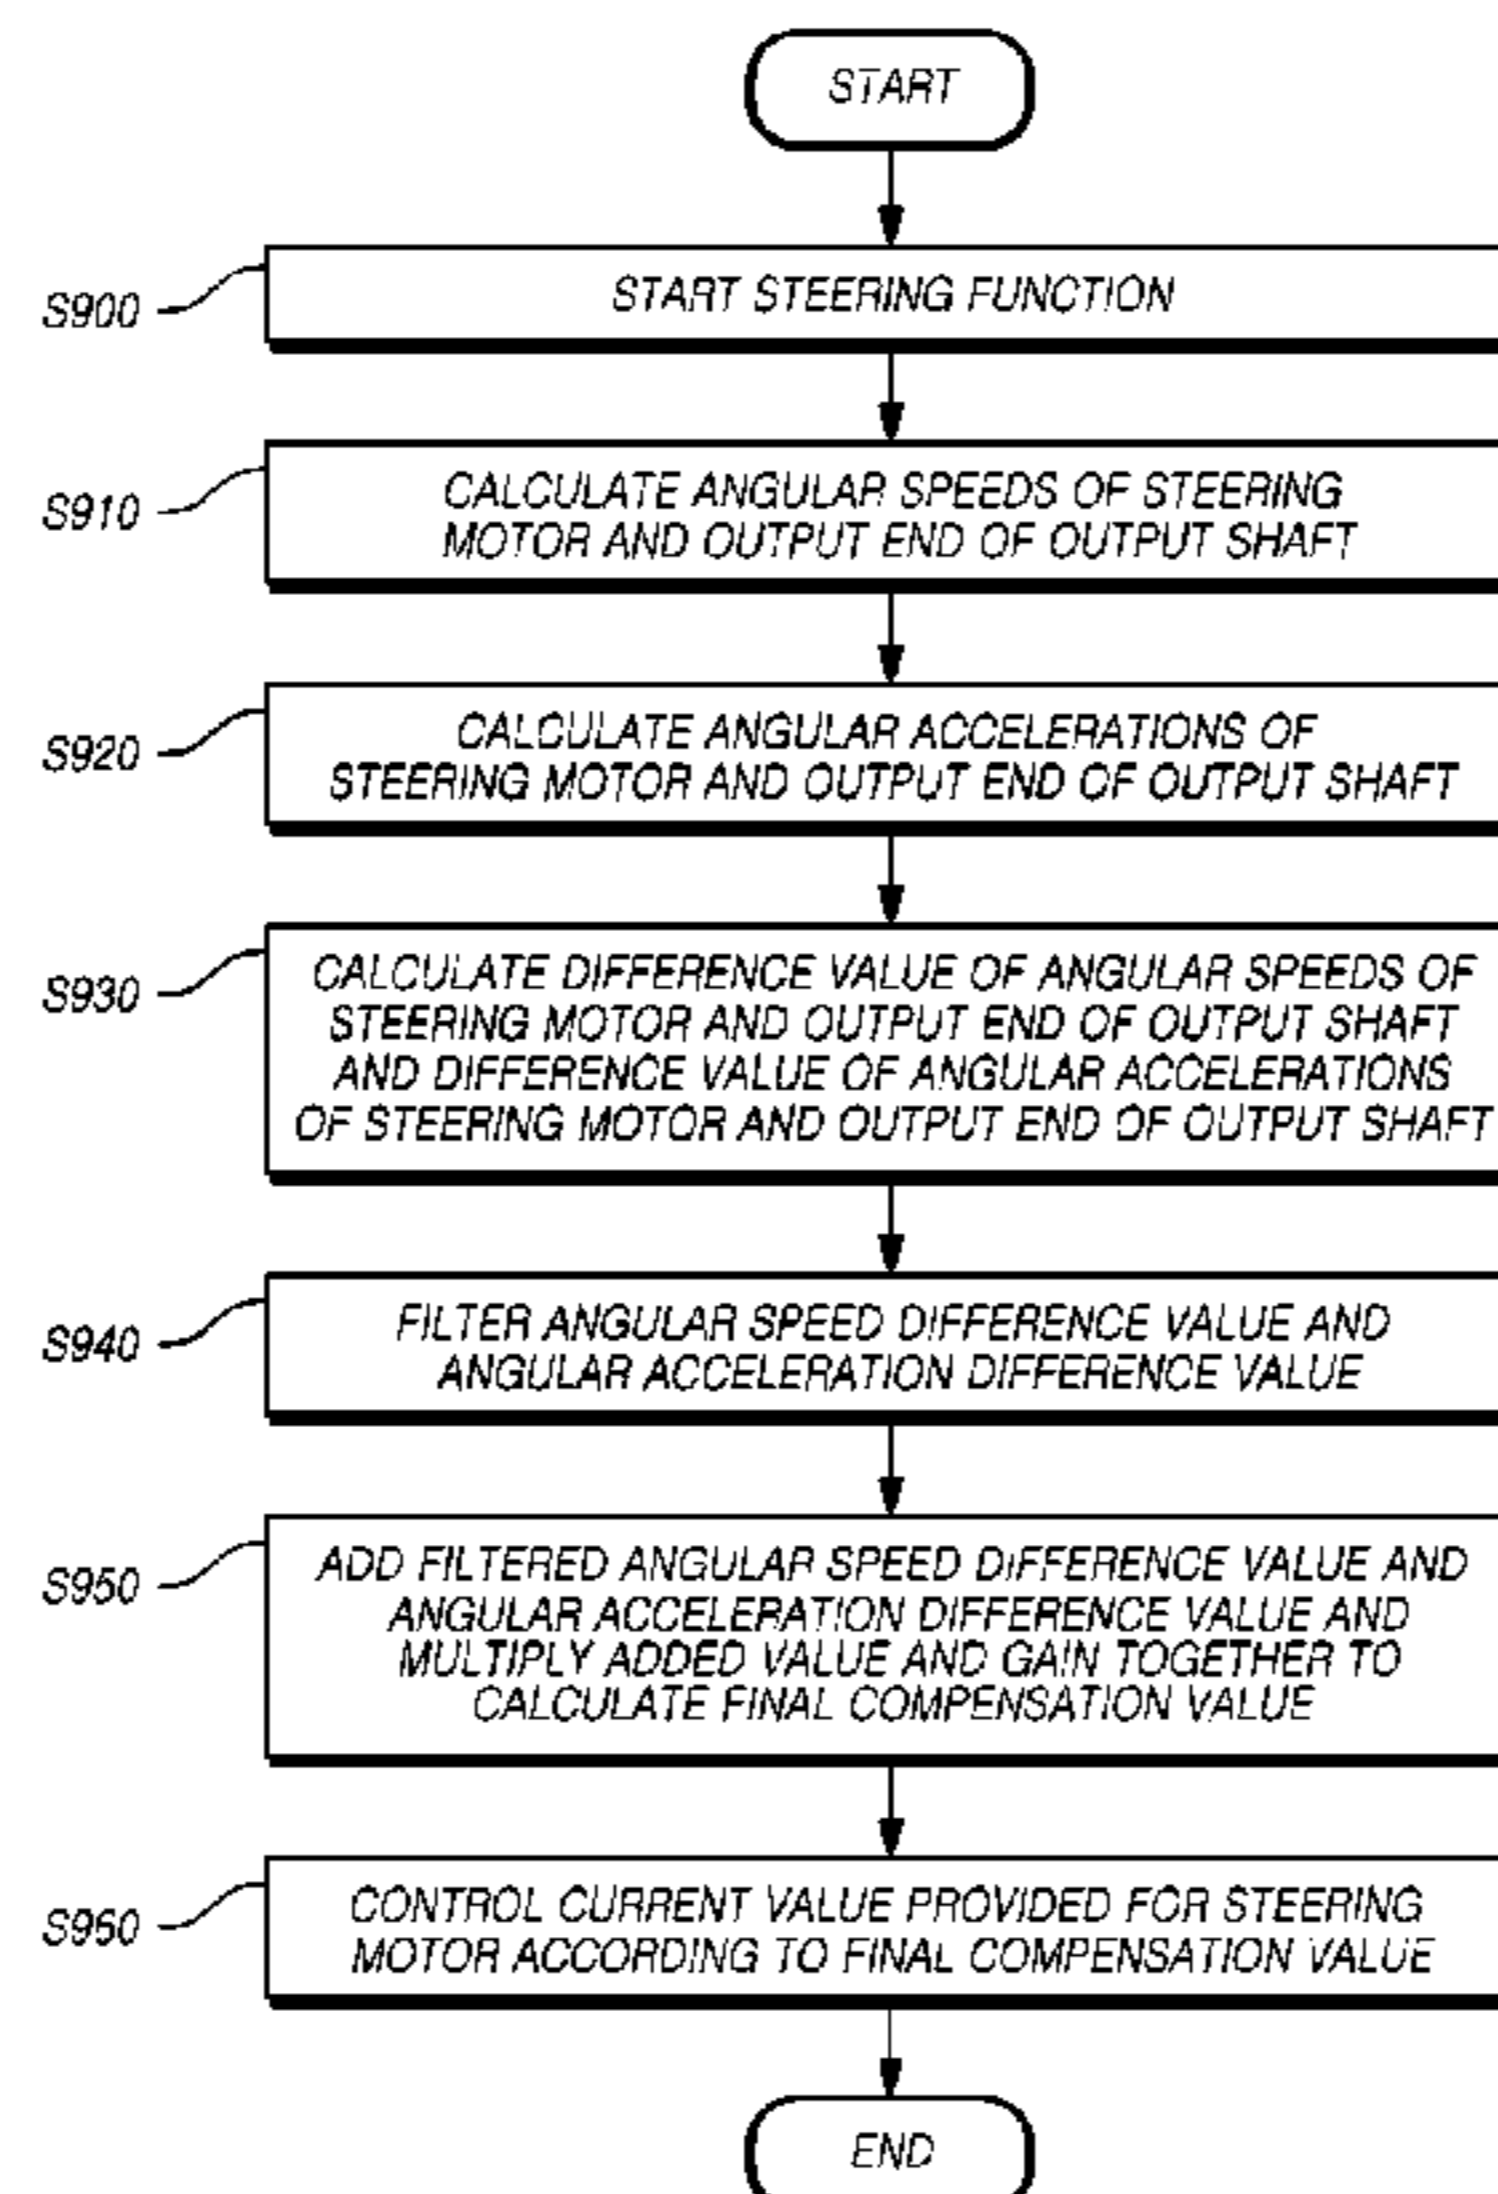 START
S900
START STEERING FUNCTION
S910
CALCULATE ANGULAR SPEEDS OF STEERING
MOTOR AND OUTPUT END OF OUTPUT SHAFT
S920
CALCULATE ANGULAR ACCELERATIONS OF
STEERING MOTOR AND OUTPUT END OF OUTPUT SHAFT
S930
CALCULATE DIFFERENCE VALUE OF ANGULAR SPEEDS OF
STEERING MOTOR AND OUTPUT END OF OUTPUT SHAFT
AND DIFFERENCE VALUE OF ANGULAR ACCELERATIONS
OF STEERING MOTOR AND OUTPUT END OF OUTPUT SHAFT
S940
FILTER ANGULAR SPEED DIFFERENCE VALUE AND
ANGULAR ACCELERATION DIFFERENCE VALUE
S950
ADD FILTERED ANGULAR SPEED DIFFERENCE VALUE AND
ANGULAR ACCELERATION DIFFERENCE VALUE AND
MULTIPLY ADDED VALUE AND GAIN TOGETHER TO
CALCULATE FINAL COMPENSATION VALUE
S960
CONTROL CURRENT VALUE PROVIDED FOR STEERING
MOTOR ACCORDING TO FINAL COMPENSATION VALUE
END